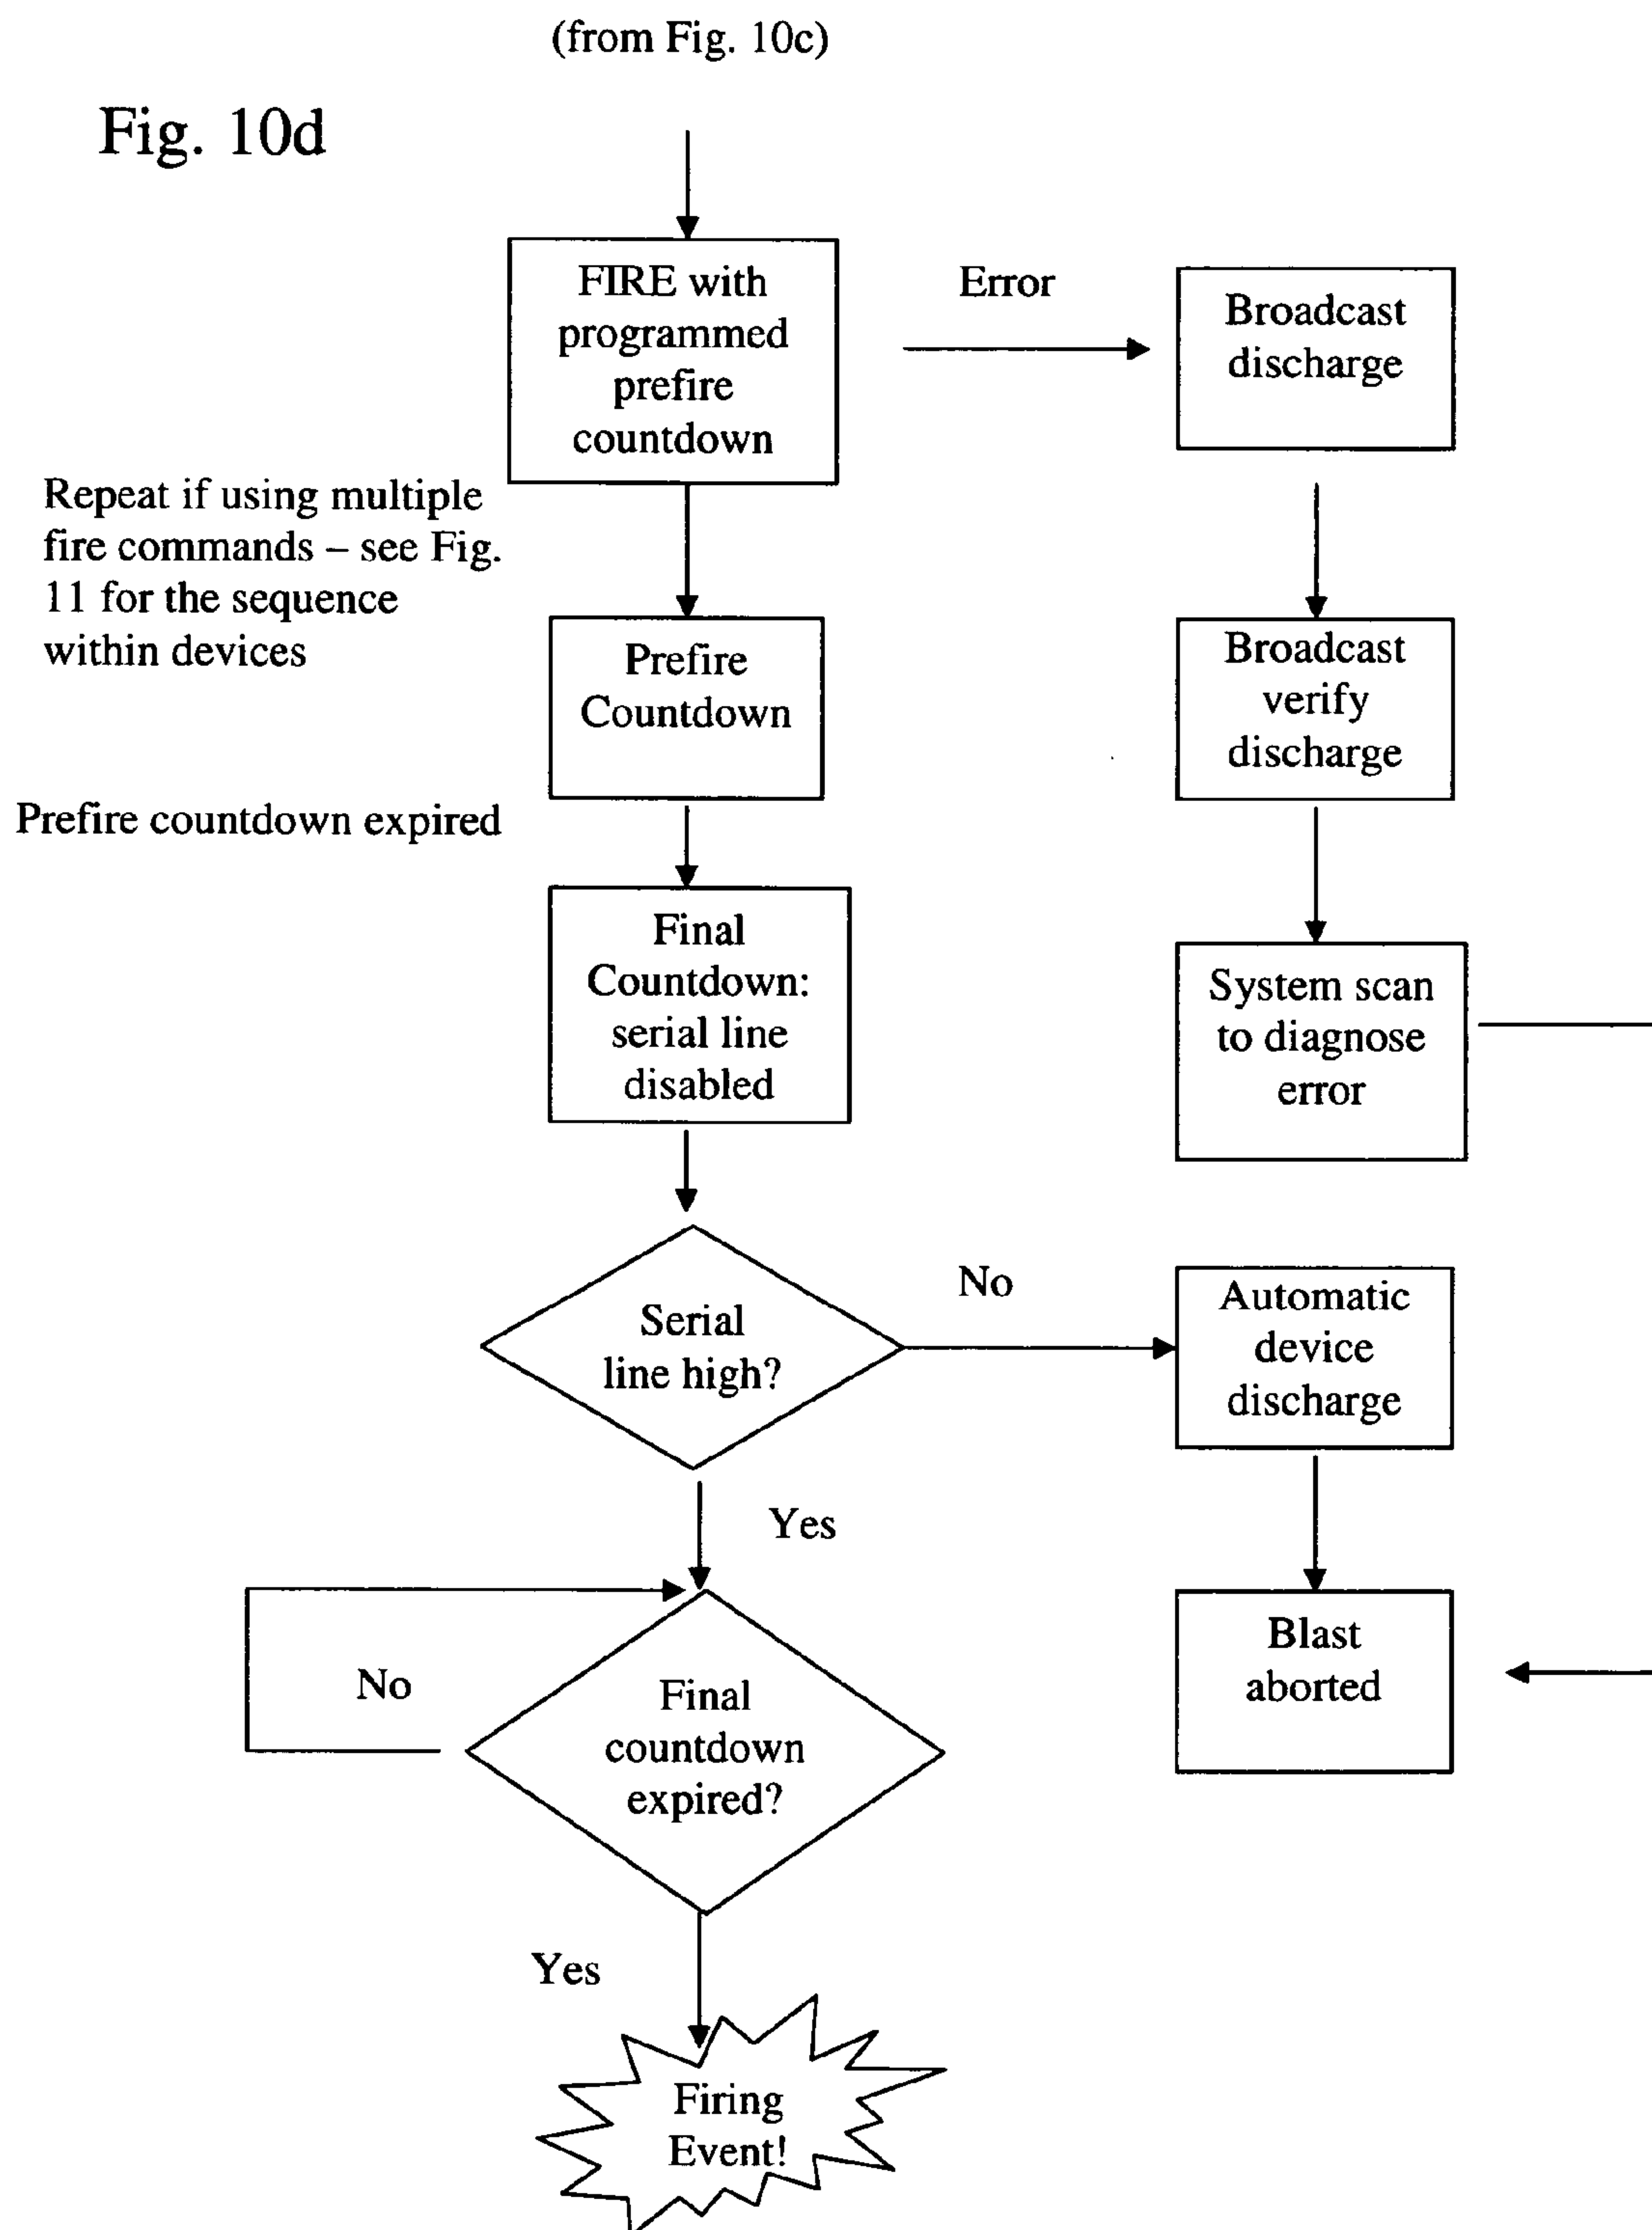 (from Fig. 10c)
Fig. 10d
FIRE with
programmed
prefire
countdown
Error
Broadcast
discharge
Repeat if using multiple
fire commands – see Fig.
11 for the sequence
within devices
Prefire
Countdown
Broadcast
verify
discharge
Prefire countdown expired
Final
Countdown:
serial line
disabled
System scan
to diagnose
error
Serial
line high?
No
Automatic
device
discharge
Yes
Blast
aborted
No
Final
countdown
expired?
Yes
Firing
Event!